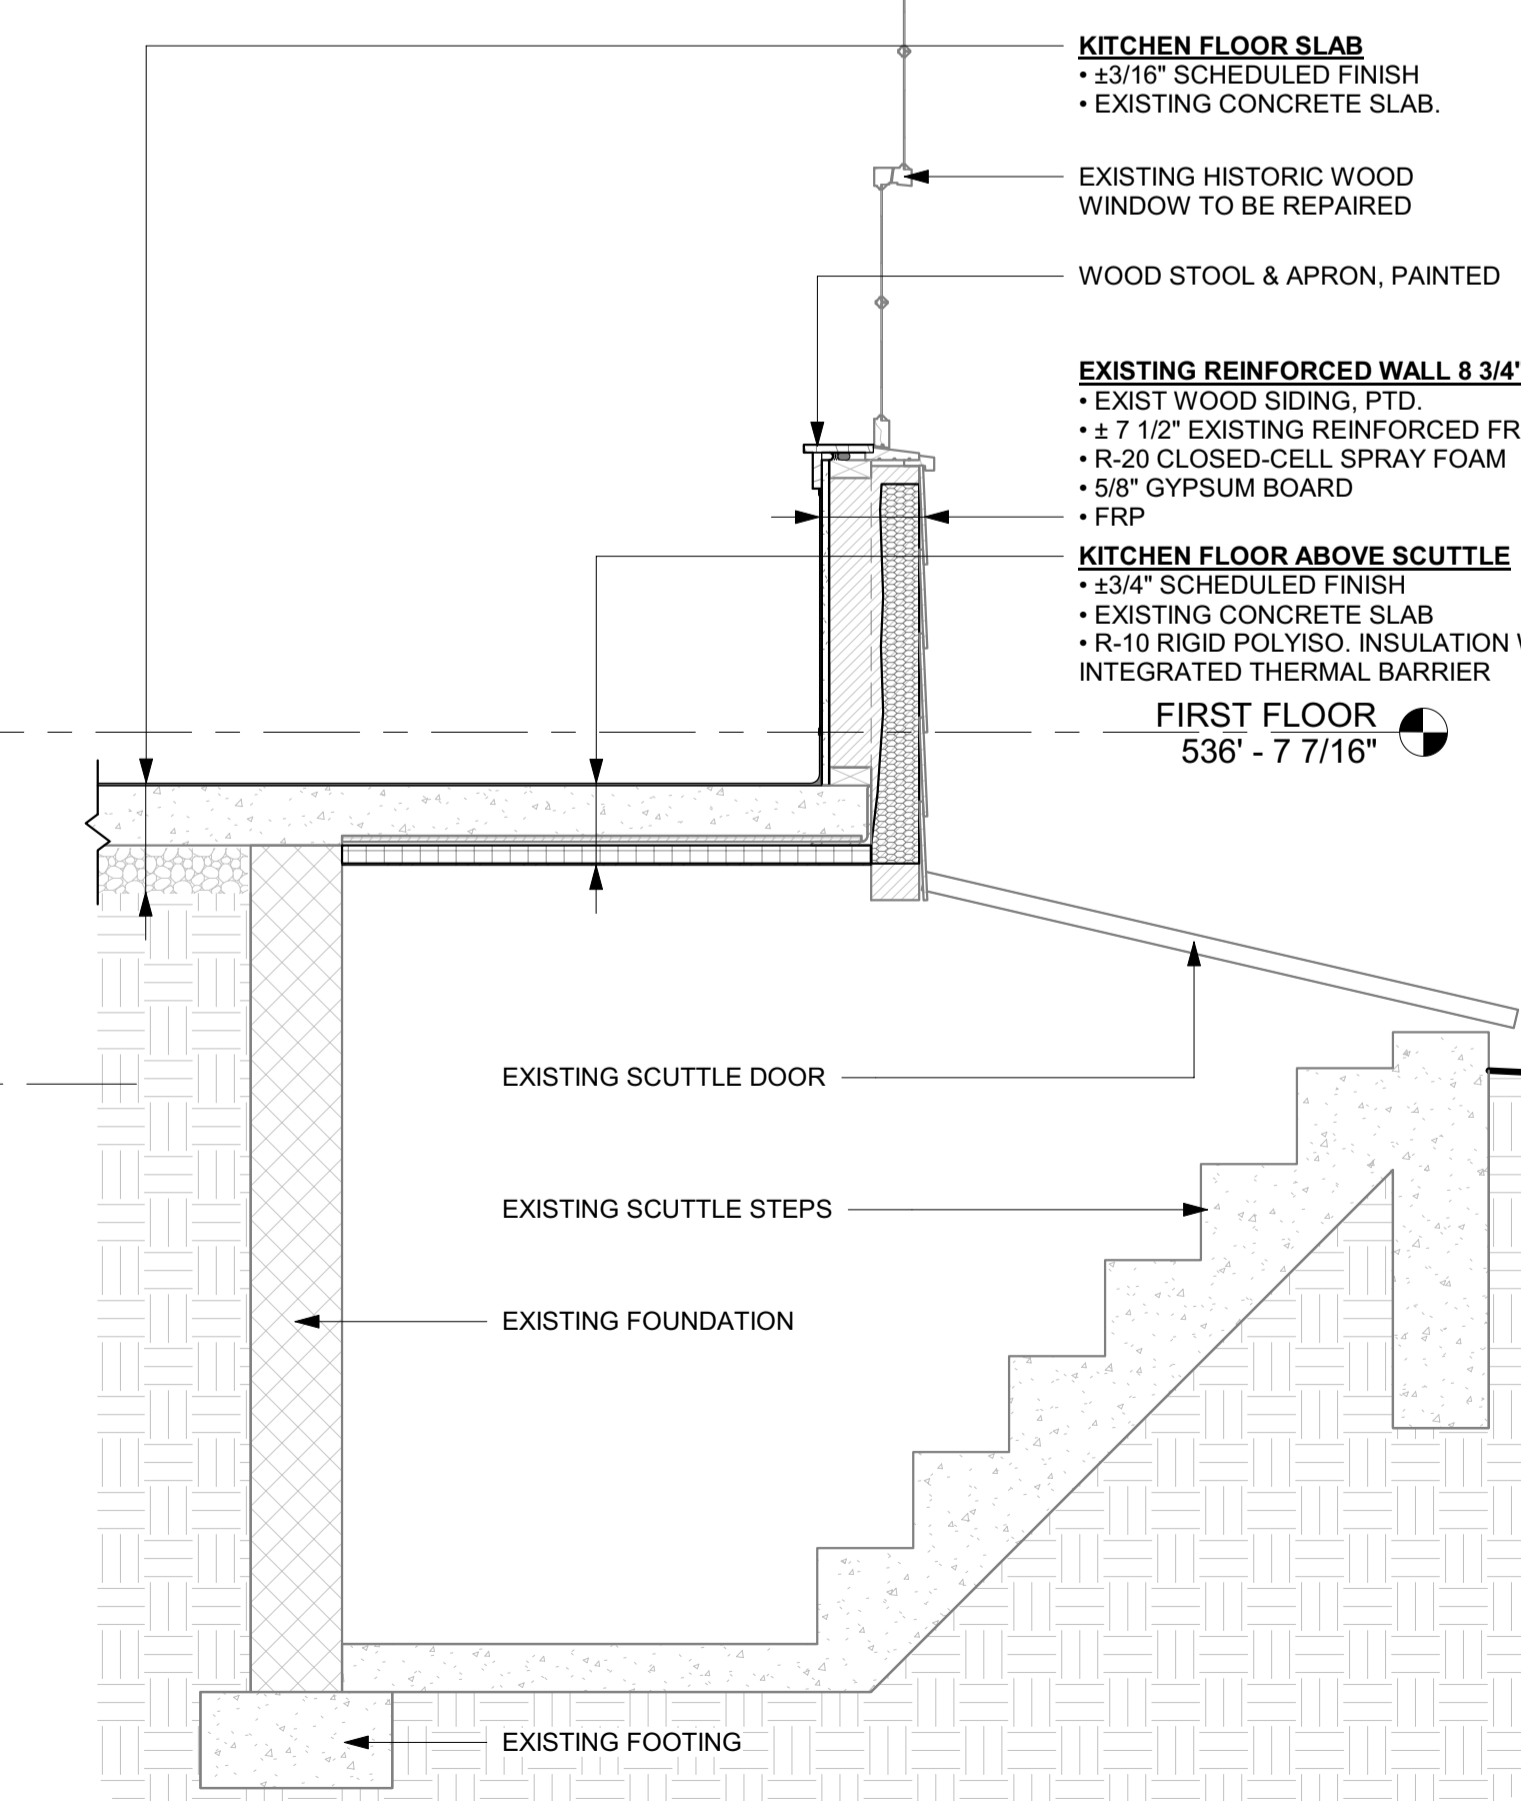 KITCHEN FLOOR SLAB
• ±3/16" SCHEDULED FINISH
• EXISTING CONCRETE SLAB.
EXISTING HISTORIC WOOD
WINDOW TO BE REPAIRED
WOOD STOOL & APRON, PAINTED
EXISTING REINFORCED WALL 8 3/4"
• EXIST WOOD SIDING, PTD.
• ± 7 1/2" EXISTING REINFORCED
• R-20 CLOSED-CELL SPRAY FOAM
• 5/8" GYPSUM BOARD
• FRP
KITCHEN FLOOR ABOVE SCUTTLE
• ±3/4" SCHEDULED FINISH
• EXISTING CONCRETE SLAB
• R-10 RIGID POLYISO. INSULATION
INTEGRATED THERMAL BARRIER
FIRST FLOOR
536' - 7 7/16"
EXISTING SCUTTLE DOOR
EXISTING SCUTTLE STEPS
EXISTING FOUNDATION
EXISTING FOOTING